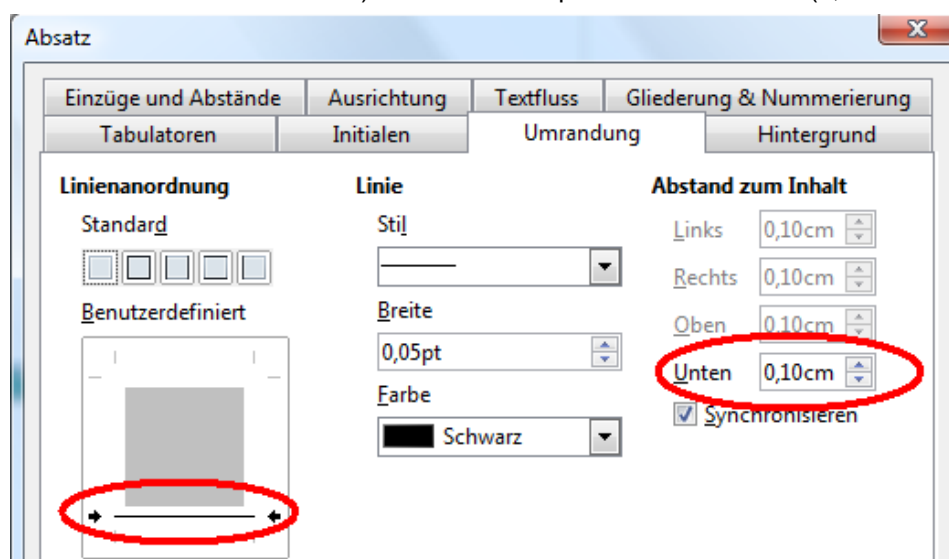 Absatz
Einzüge und Abstände Ausrichtung Textfluss Gliederung & Nummerierung
Tabulatoren Initialen Umrandung Hintergrund
Linienanordnung Linie Abstand zum Inhalt
Standard Stil Links 0,10cm
Rechts 0,10cm
Benutzerdefiniert Breite Oben 0,10cm
0,05pt Unten 0,10cm
Farbe Synchronisieren
Schwarz